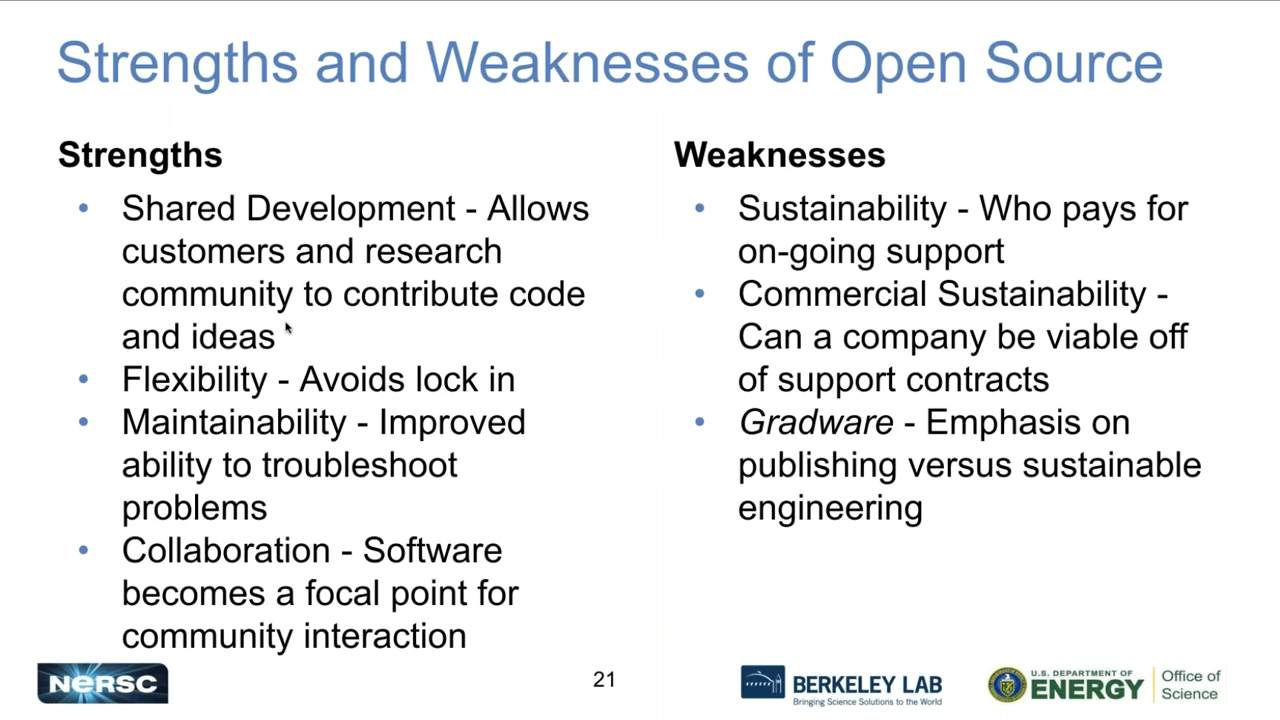 Strengths and Weaknesses of Open Source
Strengths
• Shared Development - Allows
customers and research
community to contribute code
and ideas
• Flexibility - Avoids lock in
• Maintainability - Improved
ability to troubleshoot
problems
• Collaboration - Software
becomes a focal point for
community interaction
Weaknesses
• Sustainability - Who pays for
on-going support
• Commercial Sustainability -
Can a company be viable off
of support contracts
• Gradware - Emphasis on
publishing versus sustainable
engineering
NERSC
21
BERKELEY LAB
Bringing Science Solutions to the World
U.S. DEPARTMENT OF
ENERGY
Office of
Science